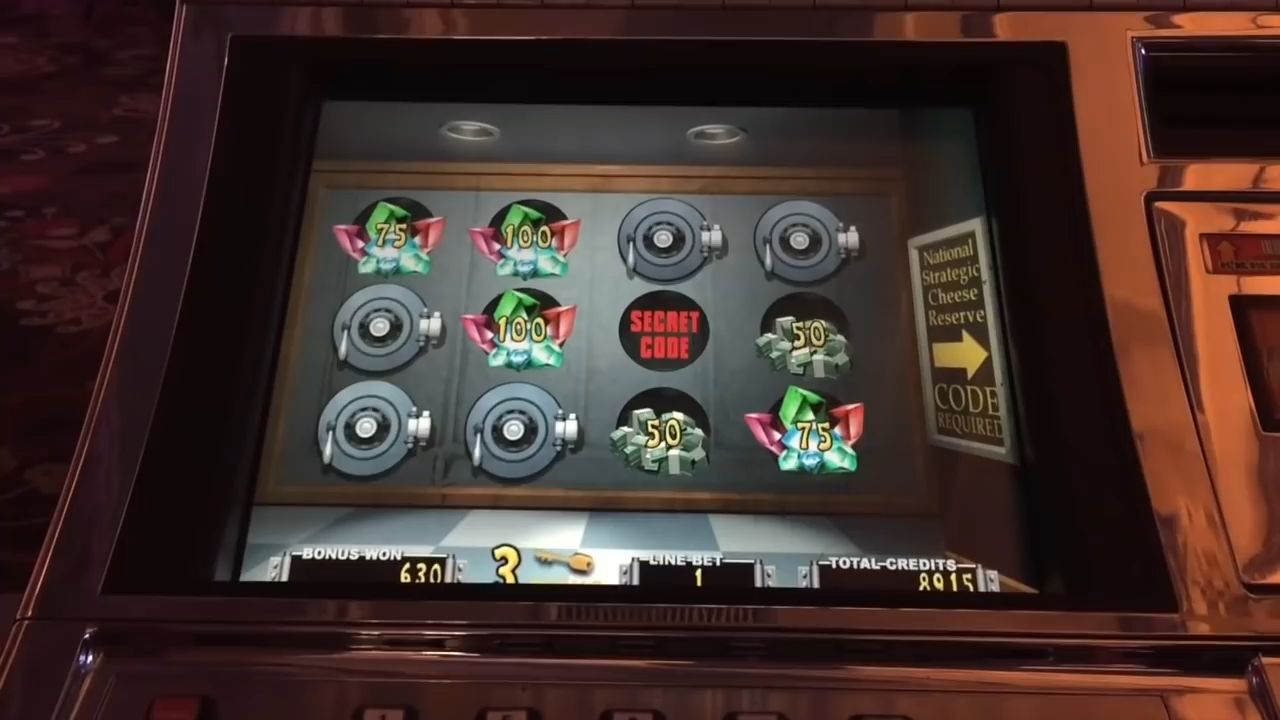 75
100
100
SECRET
CODE
50
50
75
National
Strategic
Cheese
Reserve
CODE
REQUIRED
BONUS WON
630
3
LINE BET
1
TOTAL CREDITS
8915